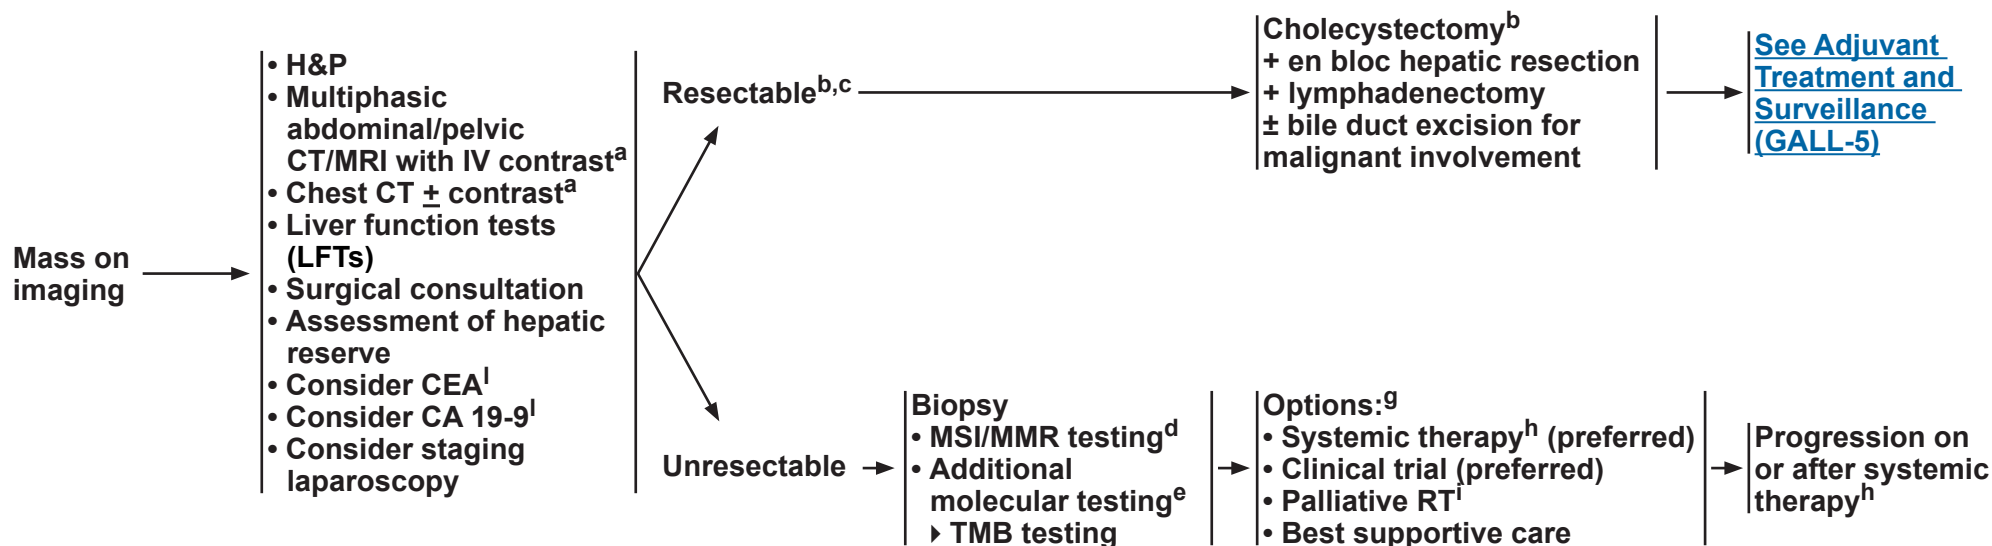 Mass on
imaging
• H&P
• Multiphasic
abdominal/pelvic
CT/MRI with IV contrastᵃ
• Chest CT ± contrastᵃ
• Liver function tests
(LFTs)
• Surgical consultation
• Assessment of hepatic
reserve
• Consider CEAˡ
• Consider CA 19-9ˡ
• Consider staging
laparoscopy
Resectableᵇ,ᶜ
Cholecystectomyᵇ
+ en bloc hepatic resection
+ lymphadenectomy
± bile duct excision for
malignant involvement
See Adjuvant
Treatment and
Surveillance
(GALL-5)
Unresectable
Biopsy
• MSI/MMR testingᵈ
• Additional
molecular testingᵉ
▸ TMB testing
Options:ᵍ
• Systemic therapyʰ (preferred)
• Clinical trial (preferred)
• Palliative RTⁱ
• Best supportive care
Progression on
or after systemic
therapyʰ